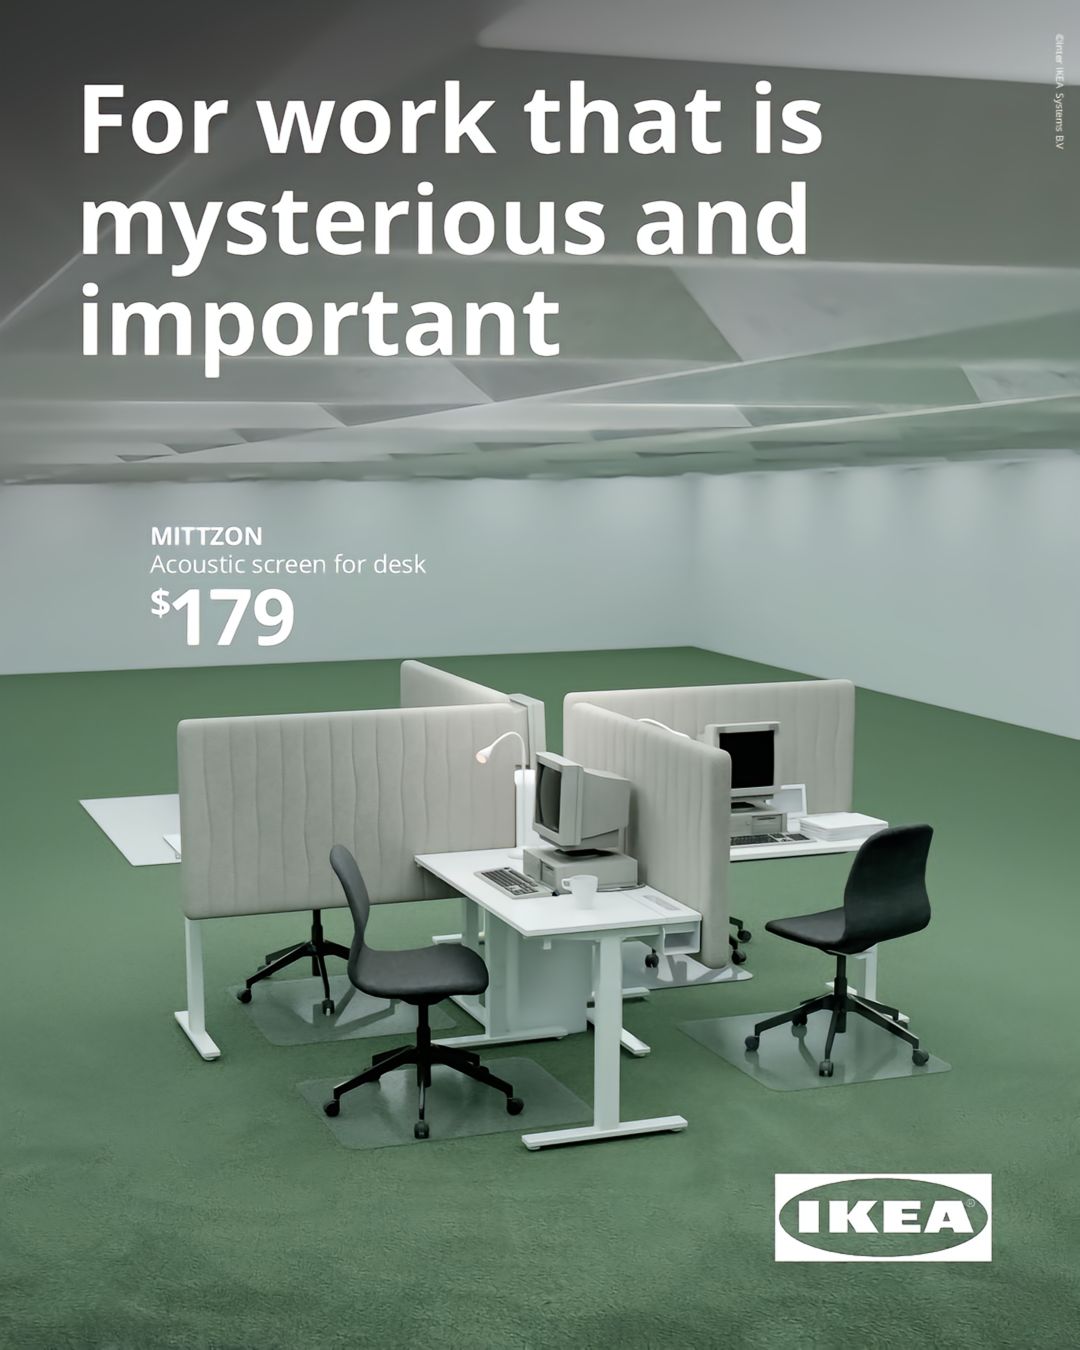 For work that is
mysterious and
important
©Inter IKEA Systems B.V
MITTZON
Acoustic screen for desk
$179
IKEA®